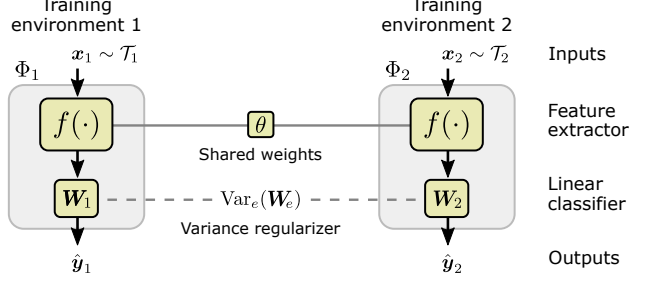 Training
environment 1
Training
environment 2
𝒙₁ ∼ 𝒯₁
𝒙₂ ∼ 𝒯₂
Inputs
Φ₁
Φ₂
f(·)
θ
f(·)
Feature
extractor
Shared weights
𝑾₁
Varₑ(𝑾ₑ)
𝑾₂
Linear
classifier
Variance regularizer
ŷ₁
ŷ₂
Outputs